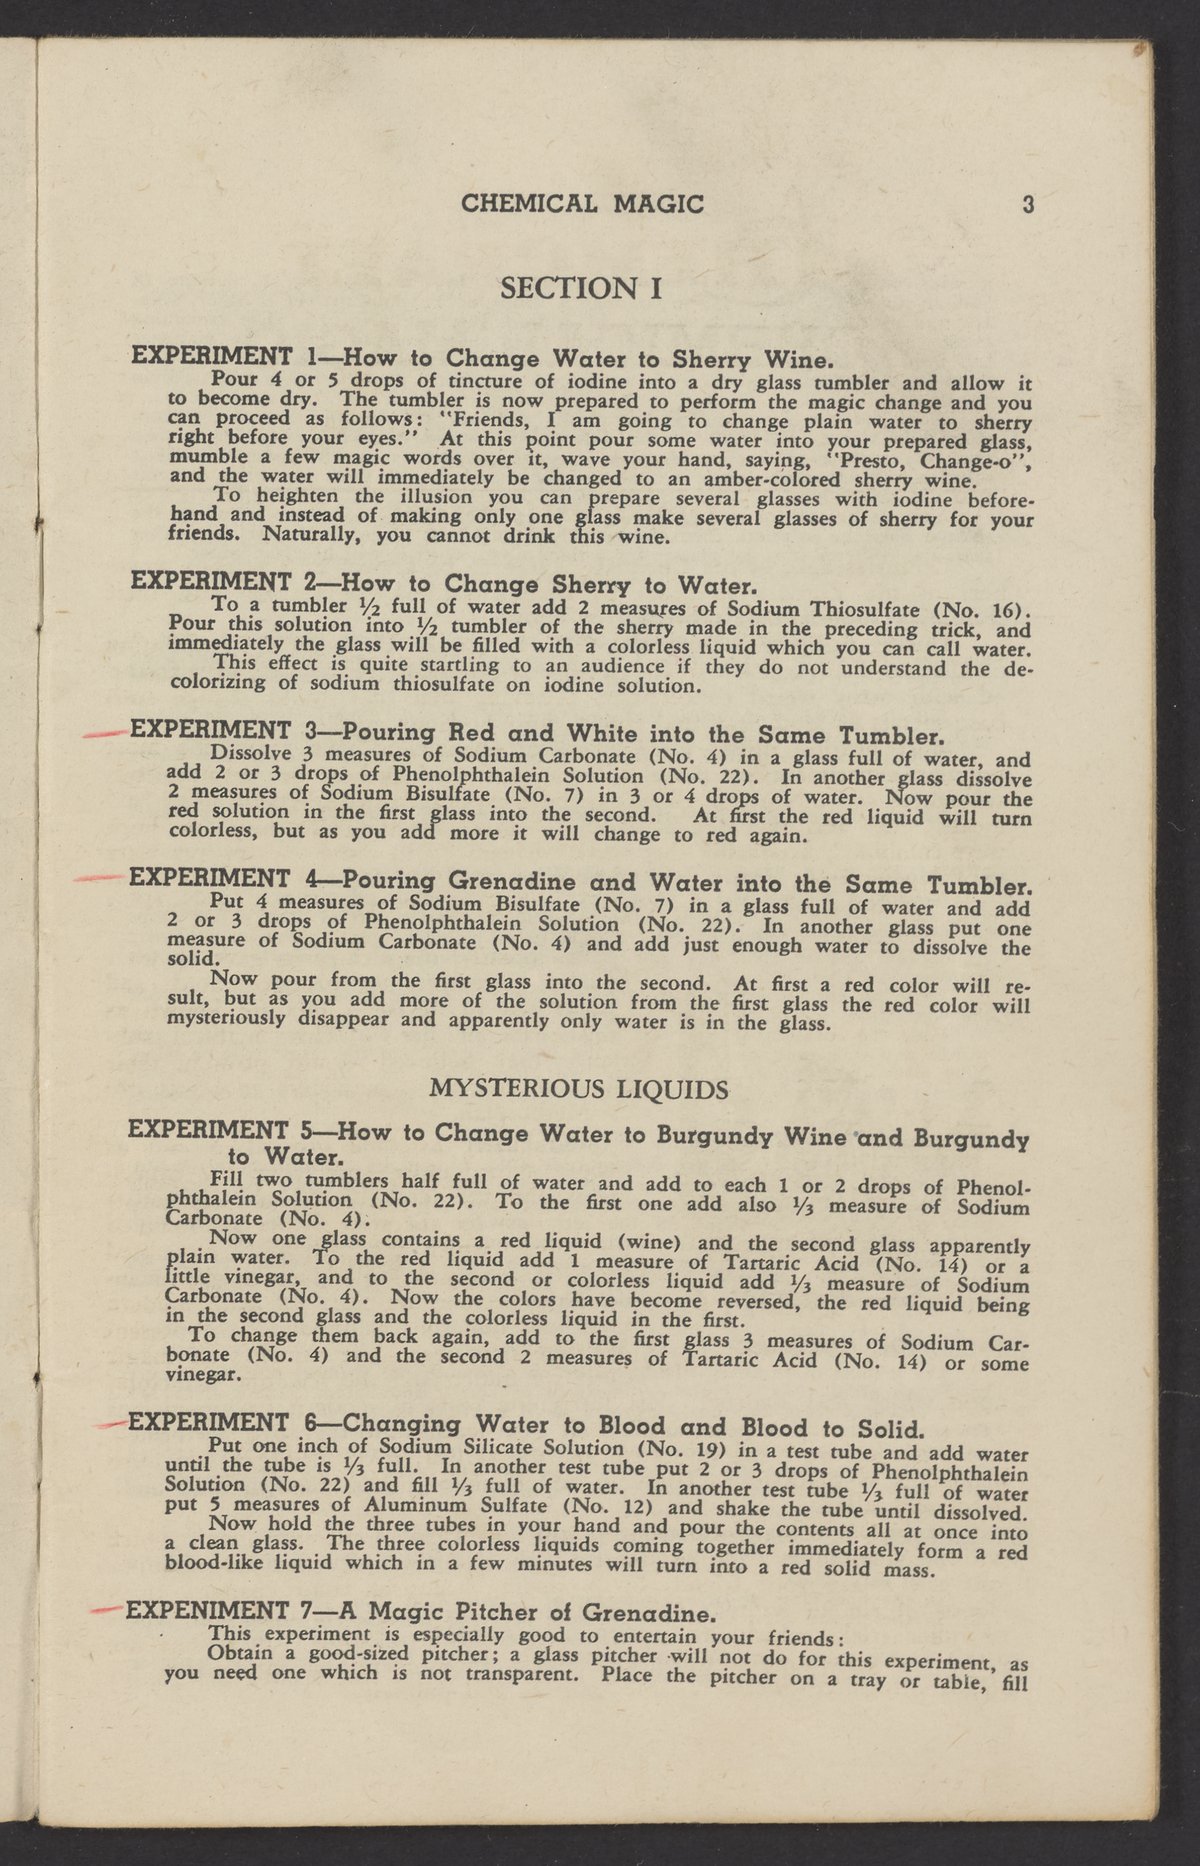 CHEMICAL MAGIC 3
SECTION I
EXPERIMENT 1—How to Change Water to Sherry Wine.
Pour 4 or 5 drops of tincture of iodine into a dry glass tumbler and allow it
to become dry. The tumbler is now prepared to perform the magic change and you
can proceed as follows: "Friends, I am going to change plain water to sherry
right before your eyes." At this point pour some water into your prepared glass,
mumble a few magic words over it, wave your hand, saying, "Presto, Change-o",
and the water will immediately be changed to an amber-colored sherry wine.
To heighten the illusion you can prepare several glasses with iodine before-
hand and instead of making only one glass make several glasses of sherry for your
friends. Naturally, you cannot drink this wine.
EXPERIMENT 2—How to Change Sherry to Water.
To a tumbler ½ full of water add 2 measures of Sodium Thiosulfate (No. 16).
Pour this solution into ½ tumbler of the sherry made in the preceding trick, and
immediately the glass will be filled with a colorless liquid which you can call water.
This effect is quite startling to an audience if they do not understand the de-
colorizing of sodium thiosulfate on iodine solution.
EXPERIMENT 3—Pouring Red and White into the Same Tumbler.
Dissolve 3 measures of Sodium Carbonate (No. 4) in a glass full of water, and
add 2 or 3 drops of Phenolphthalein Solution (No. 22). In another glass dissolve
2 measures of Sodium Bisulfate (No. 7) in 3 or 4 drops of water. Now pour the
red solution in the first glass into the second. At first the red liquid will turn
colorless, but as you add more it will change to red again.
EXPERIMENT 4—Pouring Grenadine and Water into the Same Tumbler.
Put 4 measures of Sodium Bisulfate (No. 7) in a glass full of water and add
2 or 3 drops of Phenolphthalein Solution (No. 22). In another glass put one
measure of Sodium Carbonate (No. 4) and add just enough water to dissolve the
solid.
Now pour from the first glass into the second. At first a red color will re-
sult, but as you add more of the solution from the first glass the red color will
mysteriously disappear and apparently only water is in the glass.
MYSTERIOUS LIQUIDS
EXPERIMENT 5—How to Change Water to Burgundy Wine and Burgundy
to Water.
Fill two tumblers half full of water and add to each 1 or 2 drops of Phenol-
phthalein Solution (No. 22). To the first one add also ⅓ measure of Sodium
Carbonate (No. 4).
Now one glass contains a red liquid (wine) and the second glass apparently
plain water. To the red liquid add 1 measure of Tartaric Acid (No. 14) or a
little vinegar, and to the second or colorless liquid add ⅓ measure of Sodium
Carbonate (No. 4). Now the colors have become reversed, the red liquid being
in the second glass and the colorless liquid in the first.
To change them back again, add to the first glass 3 measures of Sodium Car-
bonate (No. 4) and the second 2 measures of Tartaric Acid (No. 14) or some
vinegar.
EXPERIMENT 6—Changing Water to Blood and Blood to Solid.
Put one inch of Sodium Silicate Solution (No. 19) in a test tube and add water
until the tube is ⅓ full. In another test tube put 2 or 3 drops of Phenolphthalein
Solution (No. 22) and fill ⅓ full of water. In another test tube ⅓ full of water
put 5 measures of Aluminum Sulfate (No. 12) and shake the tube until dissolved.
Now hold the three tubes in your hand and pour the contents all at once into
a clean glass. The three colorless liquids coming together immediately form a red
blood-like liquid which in a few minutes will turn into a red solid mass.
EXPENIMENT 7—A Magic Pitcher of Grenadine.
This experiment is especially good to entertain your friends:
Obtain a good-sized pitcher; a glass pitcher will not do for this experiment, as
you need one which is not transparent. Place the pitcher on a tray or table, fill